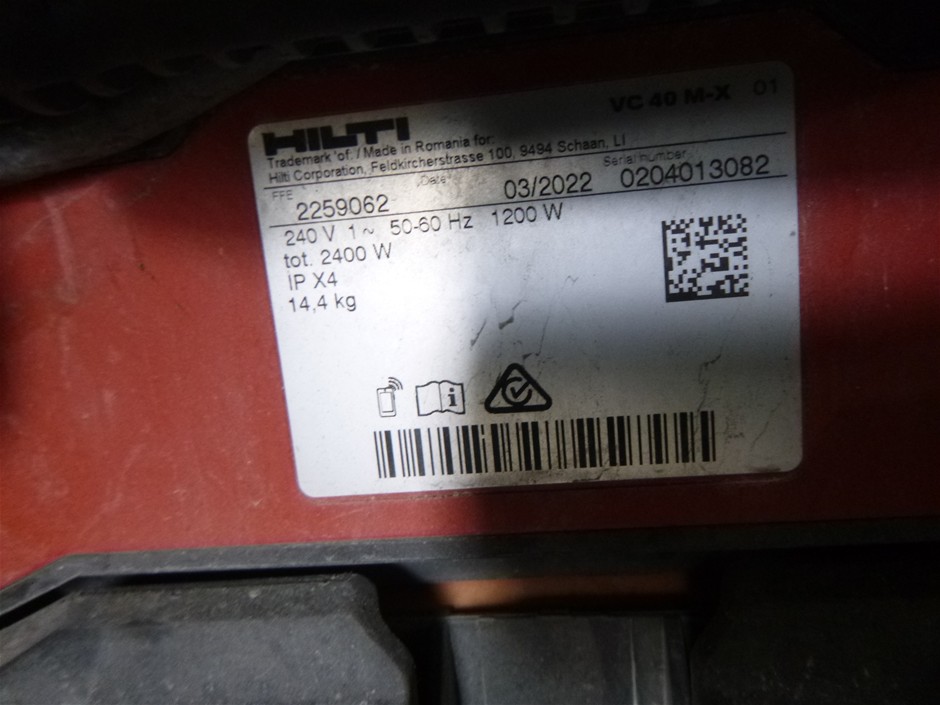 VC 40 M-X 01
HILTI
Trademark of: / Made in Romania for:
Hilti Corporation, Feldkircherstrasse 100, 9494 Schaan, LI
Date Serial number
2259062 03/2022 0204013082
240 V 1~ 50-60 Hz 1200 W
tot. 2400 W
IP X4
14,4 kg